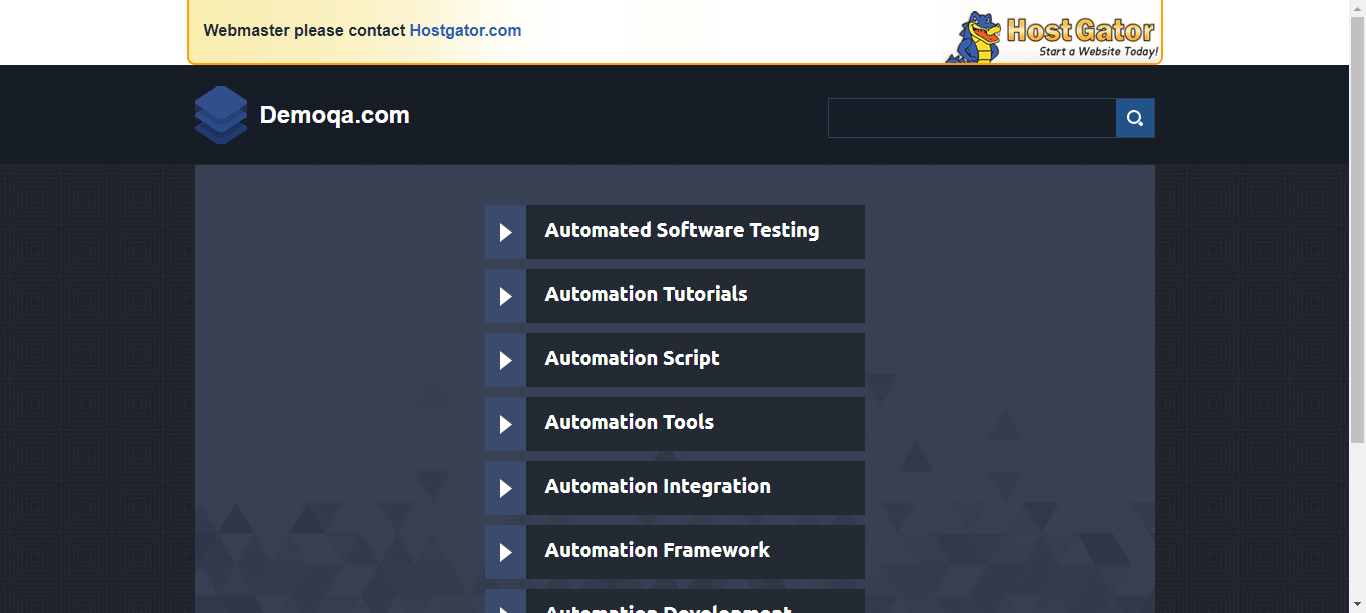 Webmaster please contact Hostgator.com
HostGator
Start a Website Today!
Demoqa.com
Automated Software Testing
Automation Tutorials
Automation Script
Automation Tools
Automation Integration
Automation Framework
Automation Development